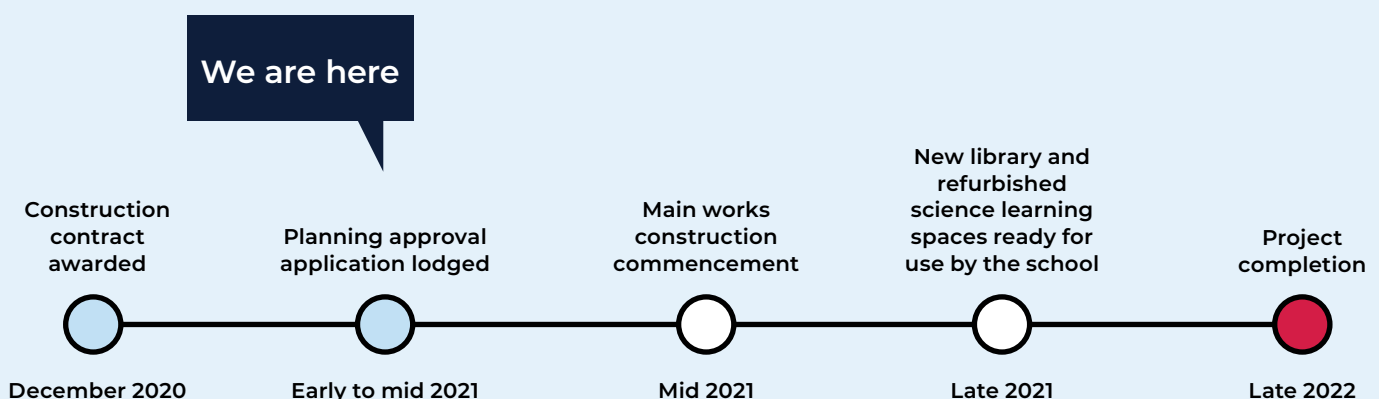 We are here
Construction
contract
awarded
Planning approval
application lodged
Main works
construction
commencement
New library and
refurbished
science learning
spaces ready for
use by the school
Project
completion
December 2020
Early to mid 2021
Mid 2021
Late 2021
Late 2022